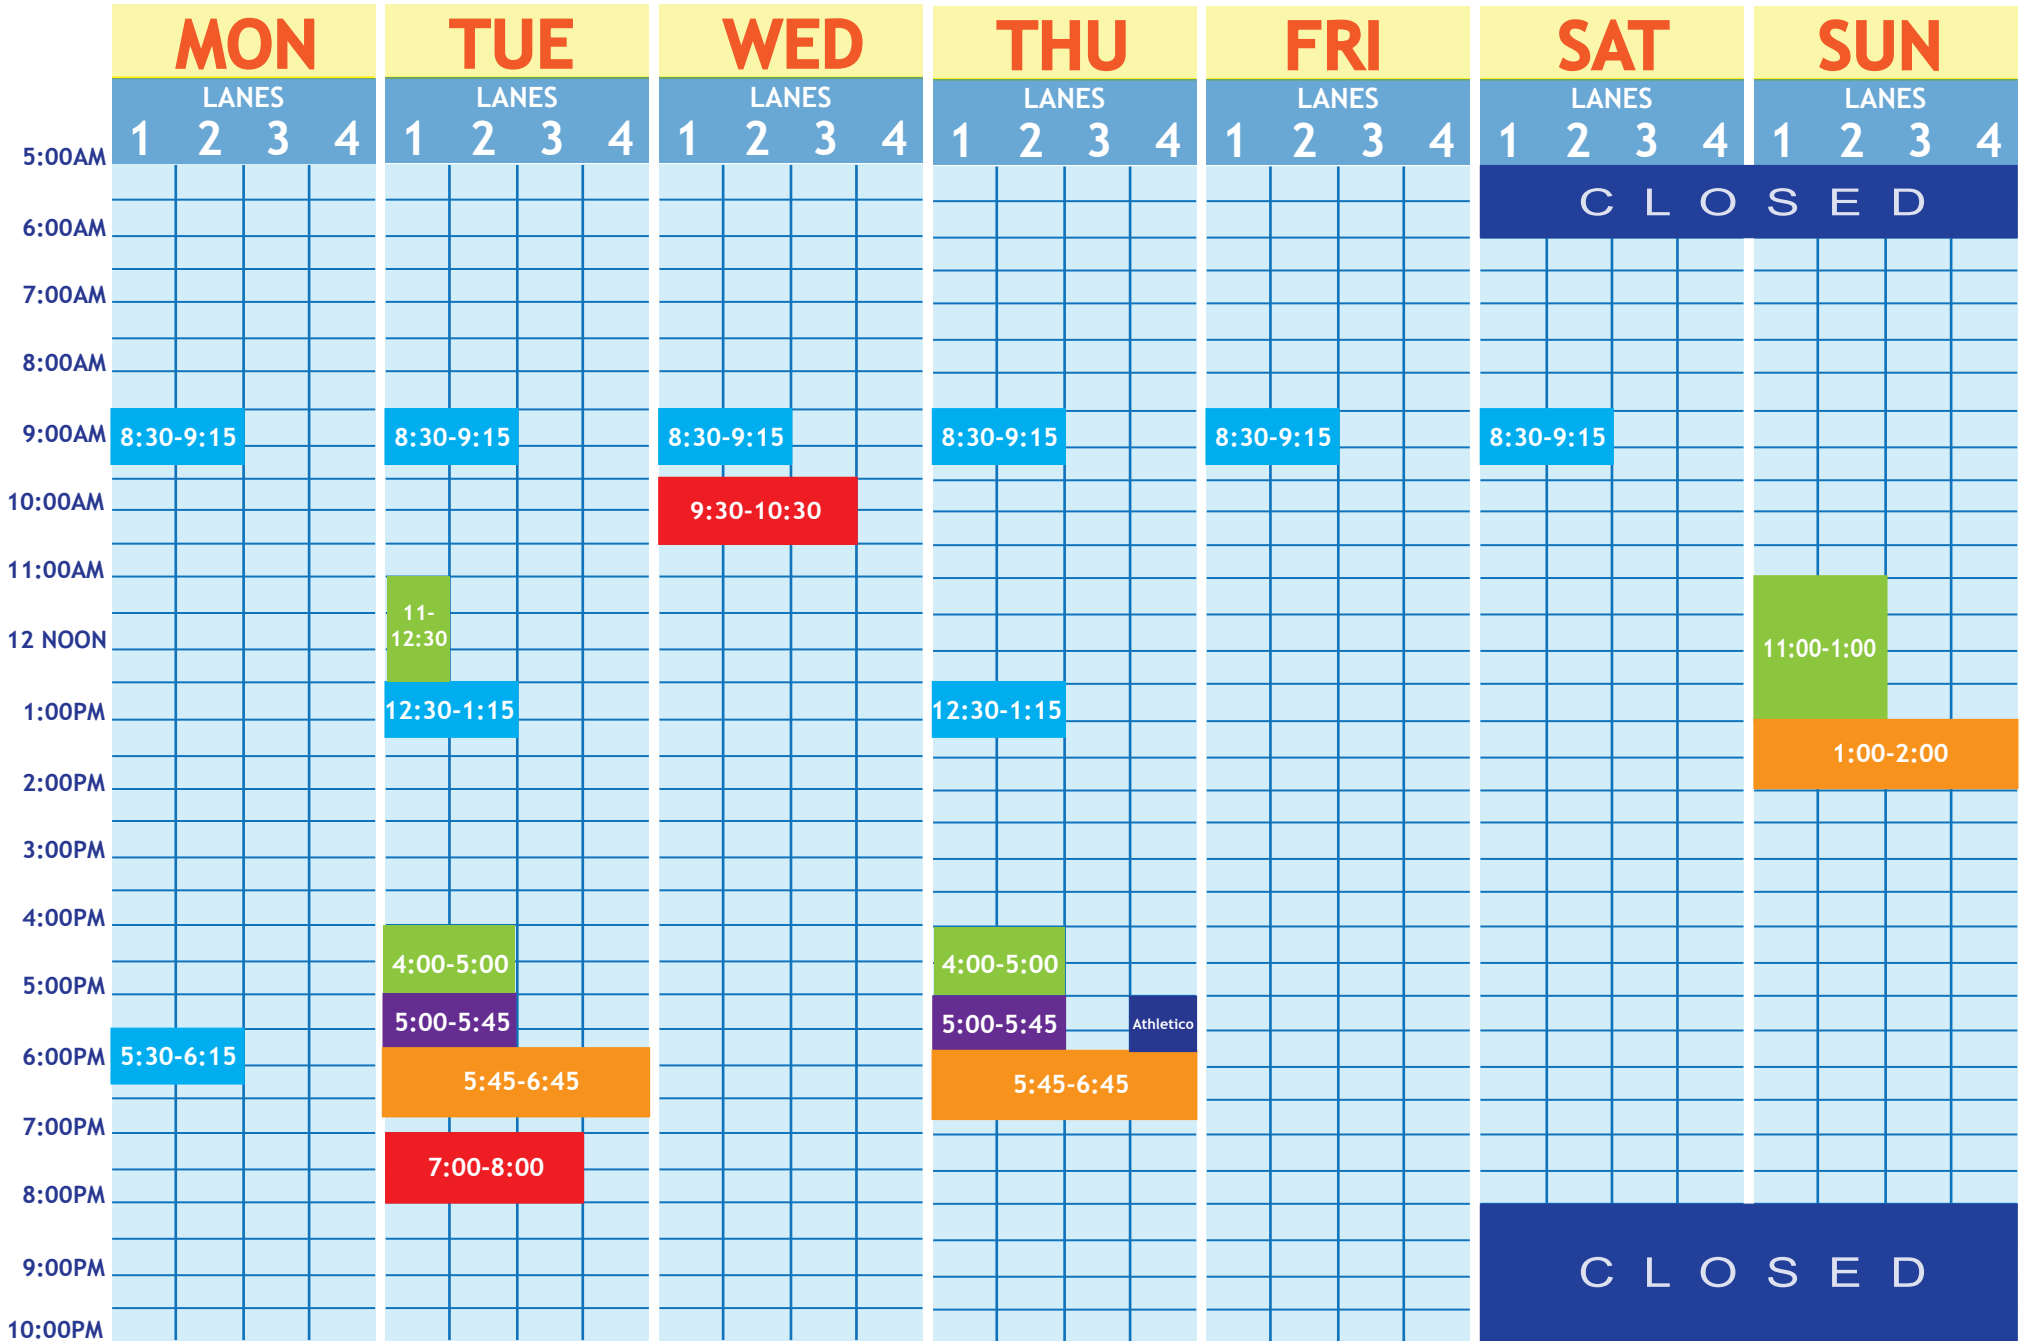 MON TUE WED THU FRI SAT SUN
LANES LANES LANES LANES LANES LANES LANES
1 2 3 4 1 2 3 4 1 2 3 4 1 2 3 4 1 2 3 4 1 2 3 4 1 2 3 4
5:00AM
CLOSED
6:00AM
7:00AM
8:00AM
9:00AM 8:30-9:15 8:30-9:15 8:30-9:15 8:30-9:15 8:30-9:15 8:30-9:15
10:00AM 9:30-10:30
11:00AM
11-
12:30
12 NOON 11:00-1:00
1:00PM 12:30-1:15 12:30-1:15
1:00-2:00
2:00PM
3:00PM
4:00PM
4:00-5:00 4:00-5:00
5:00PM
5:00-5:45 5:00-5:45 Athletico
6:00PM 5:30-6:15
5:45-6:45 5:45-6:45
7:00PM
7:00-8:00
8:00PM
9:00PM CLOSED
10:00PM